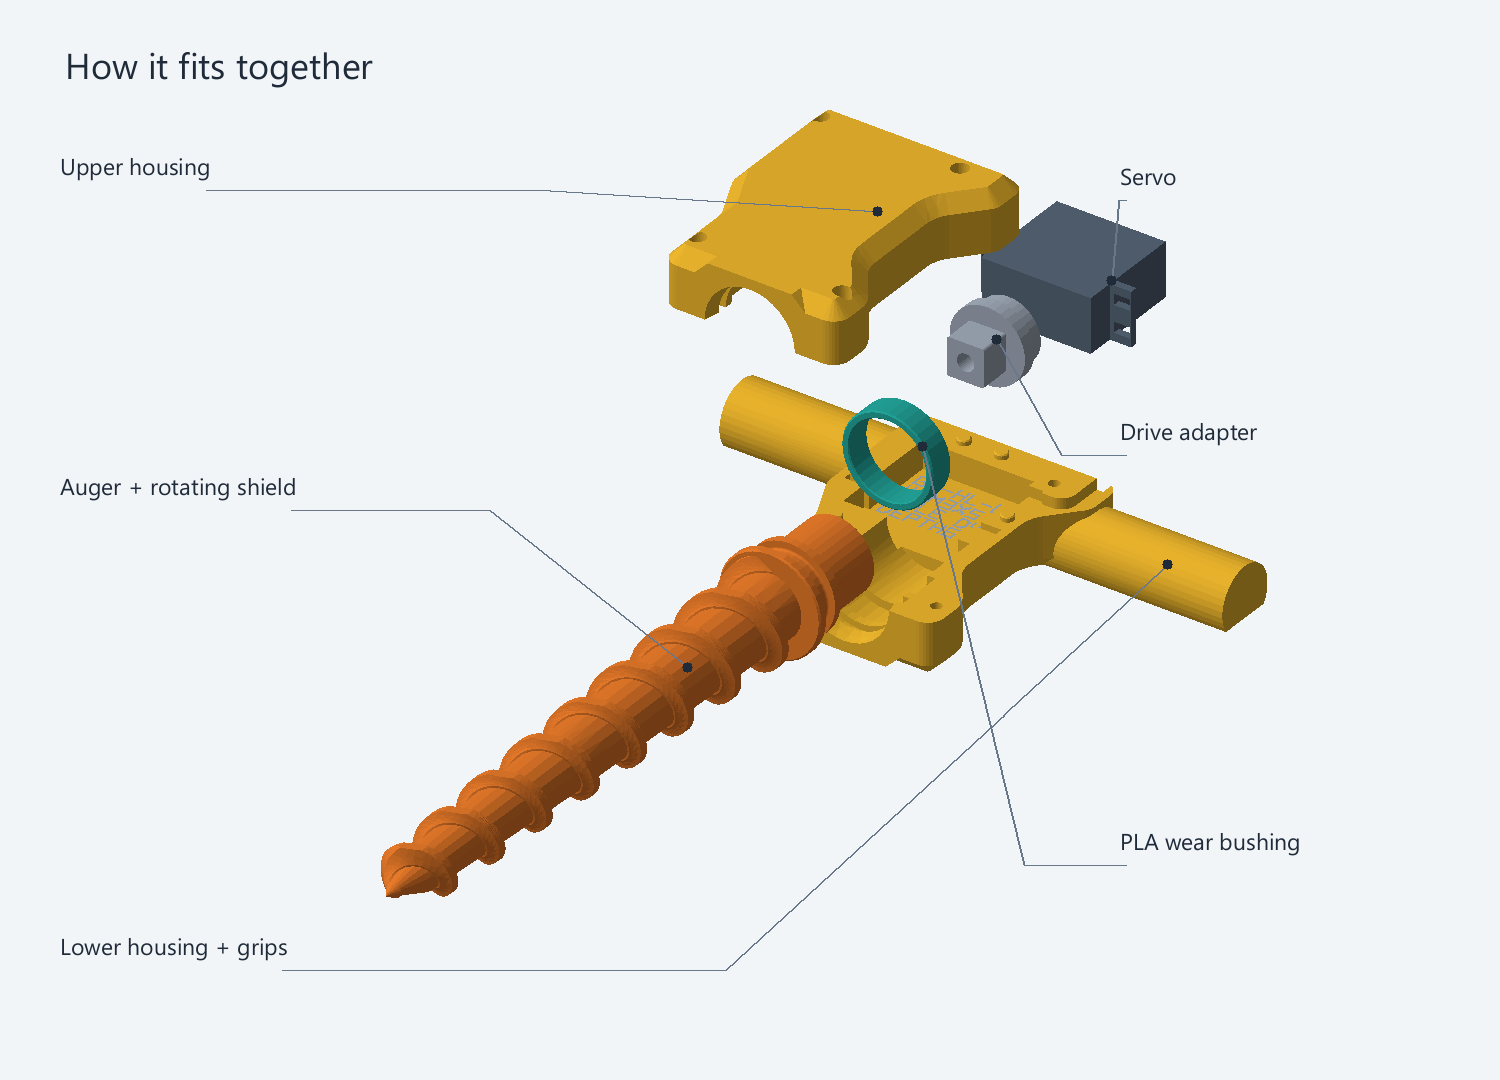 How it fits together
Upper housing
Servo
Drive adapter
Auger + rotating shield
PLA wear bushing
Lower housing + grips